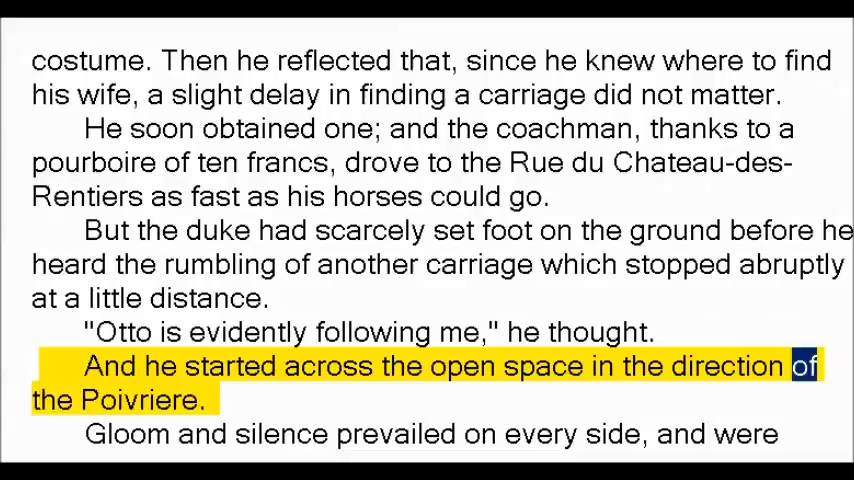 costume. Then he reflected that, since he knew where to find
his wife, a slight delay in finding a carriage did not matter.
He soon obtained one; and the coachman, thanks to a
pourboire of ten francs, drove to the Rue du Chateau-des-
Rentiers as fast as his horses could go.
But the duke had scarcely set foot on the ground before he
heard the rumbling of another carriage which stopped abruptly
at a little distance.
"Otto is evidently following me," he thought.
And he started across the open space in the direction of
the Poivriere.
Gloom and silence prevailed on every side, and were